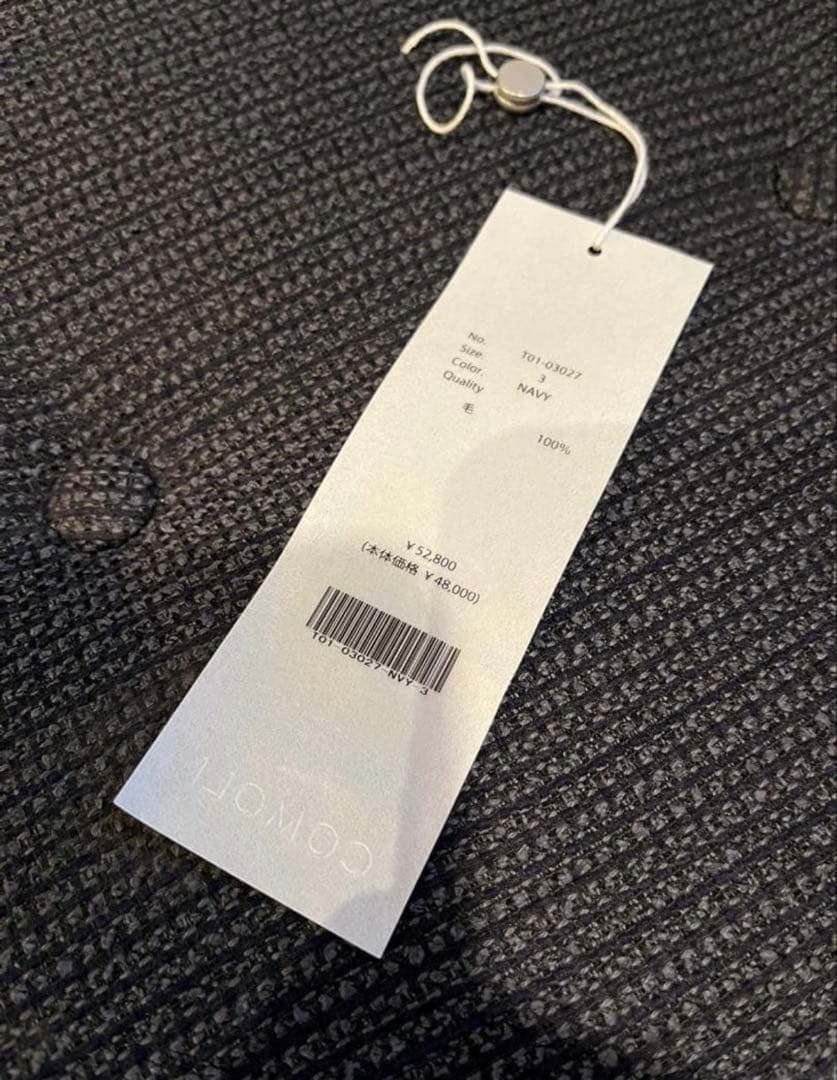 No. T01-03027
Size. 3
Color. NAVY
Quality
毛 100%
¥52,800
(本体価格 ¥48,000)
T01-03027-NVY-3
COMOLI